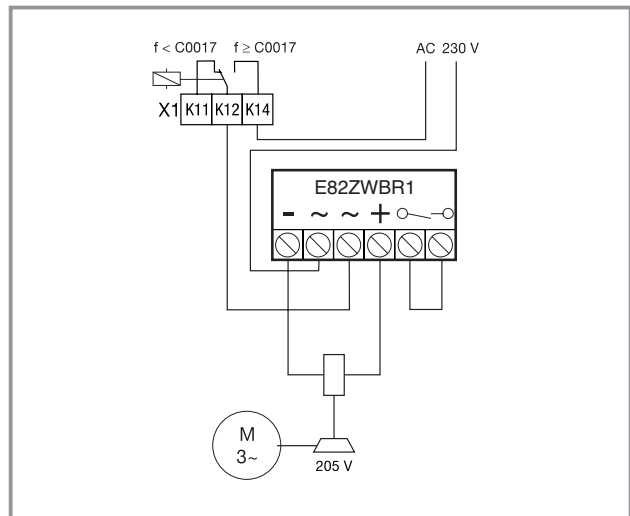 f < C0017 f ≥ C0017 AC 230 V
X1 K11 K12 K14
E82ZWBR1
- ~ ~ +
M
3~
205 V